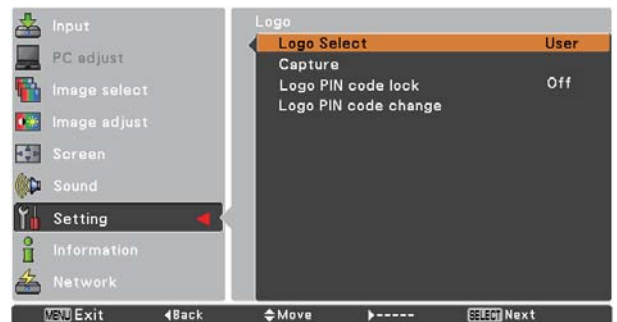 Input
PC adjust
Image select
Image adjust
Screen
Sound
Setting
Information
Network
Logo
Logo Select User
Capture
Logo PIN code lock Off
Logo PIN code change
MENU Exit Back Move ----- SELECT Next